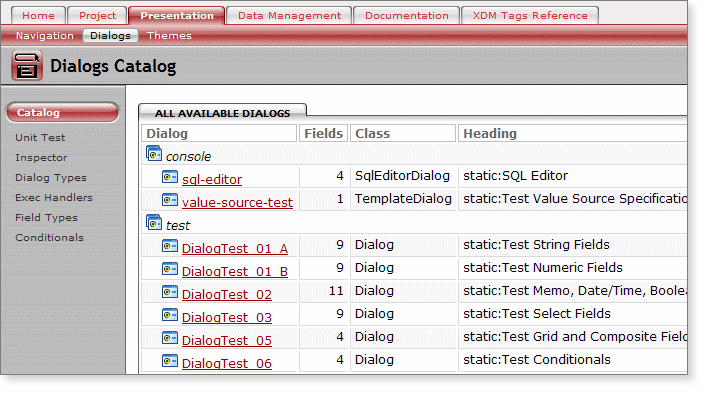 Home Project Presentation Data Management Documentation XDM Tags Reference
Navigation Dialogs Themes
Dialogs Catalog
Catalog
Unit Test
Inspector
Dialog Types
Exec Handlers
Field Types
Conditionals
ALL AVAILABLE DIALOGS
Dialog Fields Class Heading
console
sql-editor 4 SqlEditorDialog static:SQL Editor
value-source-test 1 TemplateDialog static:Test Value Source Specificatio
test
DialogTest_01_A 9 Dialog static:Test String Fields
DialogTest_01_B 9 Dialog static:Test Numeric Fields
DialogTest_02 11 Dialog static:Test Memo, Date/Time, Boolea
DialogTest_03 9 Dialog static:Test Select Fields
DialogTest_05 4 Dialog static:Test Grid and Composite Field
DialogTest_06 4 Dialog static:Test Conditionals